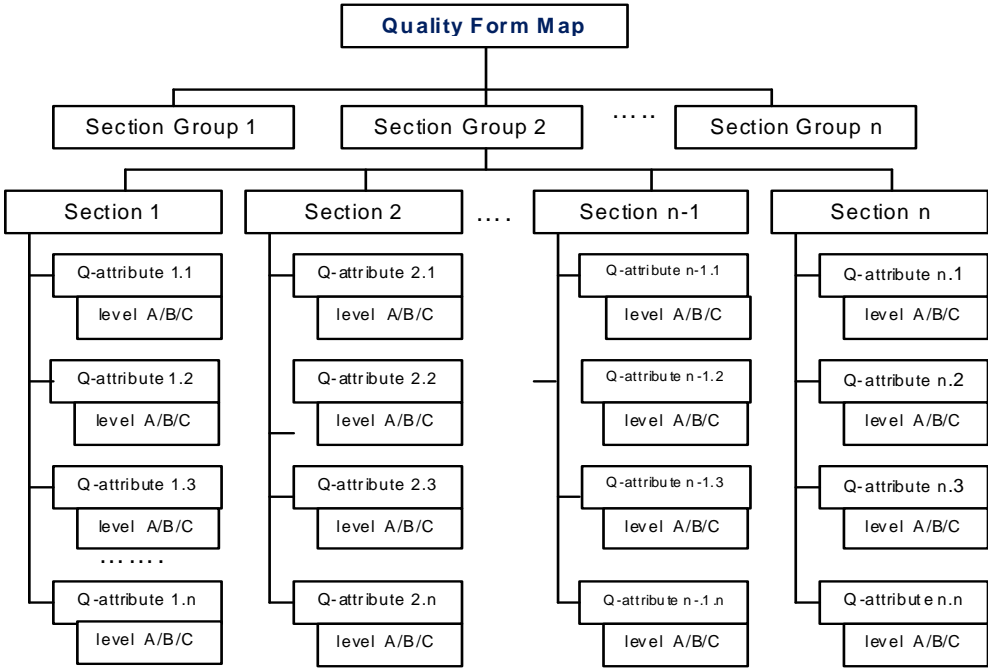 Quality Form Map
Section Group 1
Section Group 2
.....
Section Group n
Section 1
Section 2
....
Section n-1
Section n
Q-attribute 1.1
level A/B/C
Q-attribute 1.2
level A/B/C
Q-attribute 1.3
level A/B/C
.......
Q-attribute 1.n
level A/B/C
Q-attribute 2.1
level A/B/C
Q-attribute 2.2
level A/B/C
Q-attribute 2.3
level A/B/C
Q-attribute 2.n
level A/B/C
Q-attribute n-1.1
level A/B/C
Q-attribute n-1.2
level A/B/C
Q-attribute n-1.3
level A/B/C
Q-attribute n-.1.n
level A/B/C
Q-attribute n.1
level A/B/C
Q-attribute n.2
level A/B/C
Q-attribute n.3
level A/B/C
Q-attribute n.n
level A/B/C